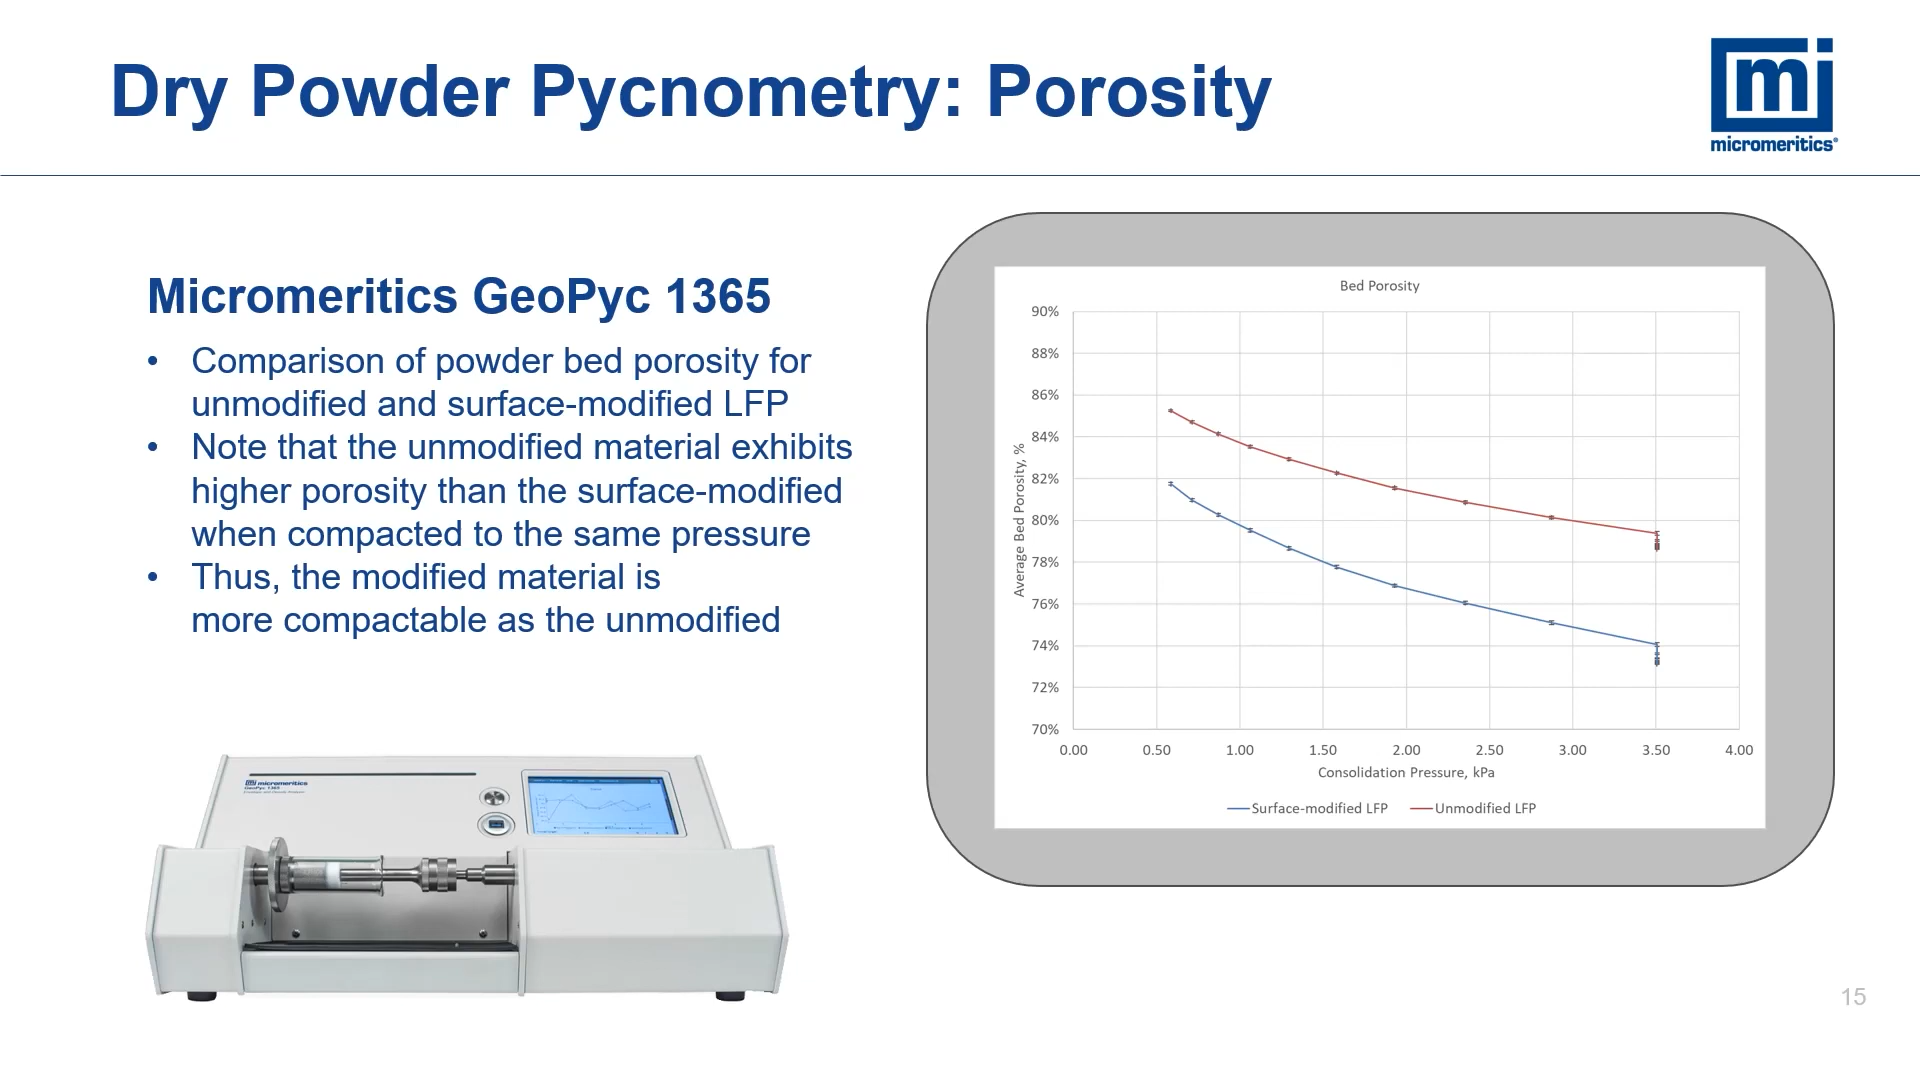 Dry Powder Pycnometry: Porosity
mi
micromeritics®
Micromeritics GeoPyc 1365
• Comparison of powder bed porosity for
unmodified and surface-modified LFP
• Note that the unmodified material exhibits
higher porosity than the surface-modified
when compacted to the same pressure
• Thus, the modified material is
more compactable as the unmodified
Bed Porosity
Average Bed Porosity, %
90%
88%
86%
84%
82%
80%
78%
76%
74%
72%
70%
0.00 0.50 1.00 1.50 2.00 2.50 3.00 3.50 4.00
Consolidation Pressure, kPa
Surface-modified LFP Unmodified LFP
mi micromeritics
GeoPyc 1365
15